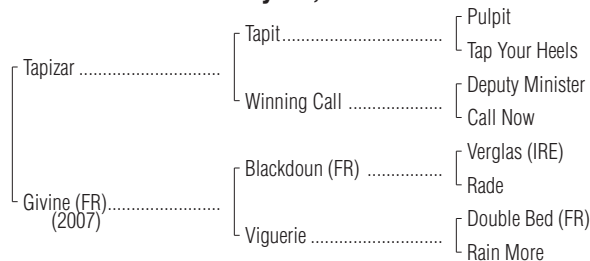 Pulpit
Tapit
Tap Your Heels
Tapizar
Deputy Minister
Winning Call
Call Now
Verglas (IRE)
Blackdoun (FR)
Rade
Givine (FR)
(2007)
Double Bed (FR)
Viguerie
Rain More